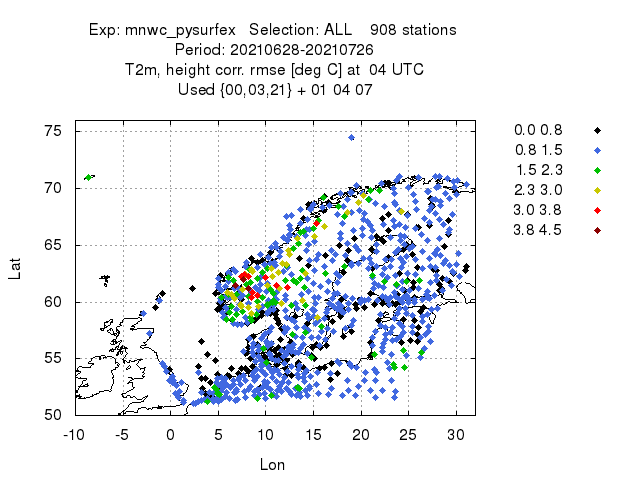 Exp: mnwc_pysurfex Selection: ALL 908 stations
Period: 20210628-20210726
T2m, height corr. rmse [deg C] at 04 UTC
Used {00,03,21} + 01 04 07
75
70
65
60
55
50
Lat
-10 -5 0 5 10 15 20 25 30
Lon
0.0 0.8
0.8 1.5
1.5 2.3
2.3 3.0
3.0 3.8
3.8 4.5